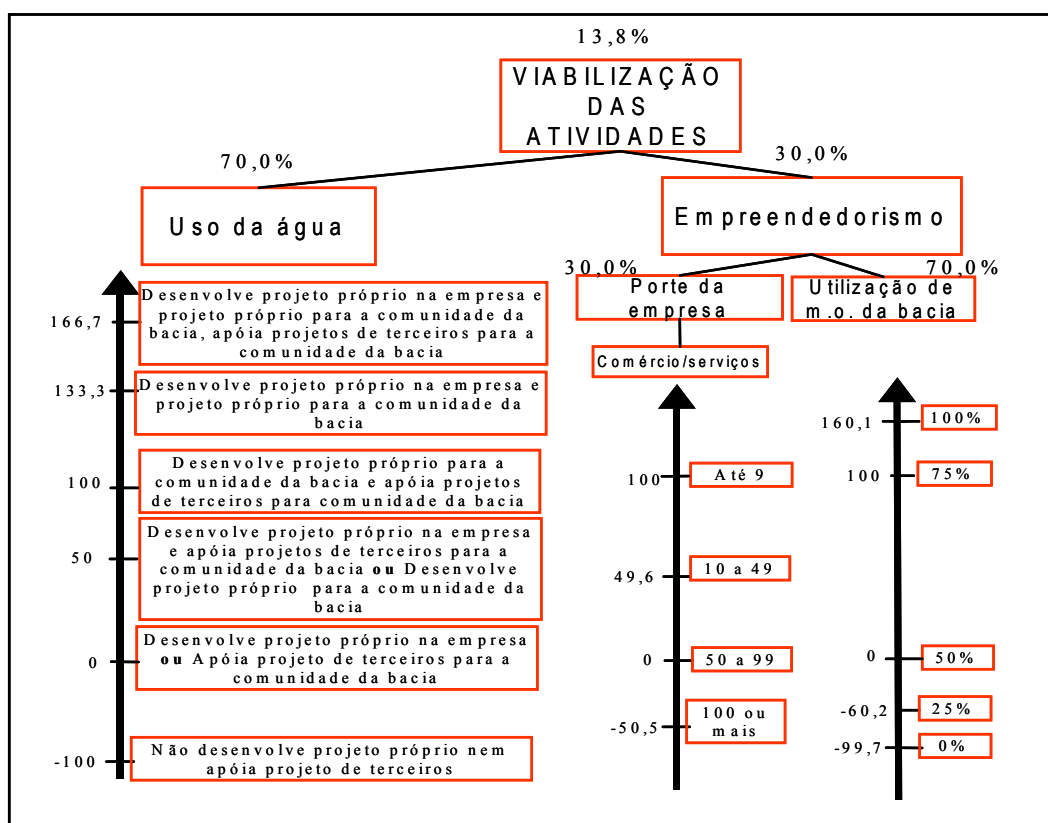 13,8%
VIABILIZAÇÃO
DAS
ATIVIDADES
70,0%
30,0%
Uso da água
Empreendedorismo
30,0%
70,0%
Porte da
empresa
Utilização de
m.o. da bacia
Comércio/serviços
166,7
Desenvolve projeto próprio na empresa e
projeto próprio para a comunidade da
bacia, apóia projetos de terceiros para a
comunidade da bacia
133,3
Desenvolve projeto próprio na empresa e
projeto próprio para a comunidade da
bacia
100
Desenvolve projeto próprio para a
comunidade da bacia e apóia projetos
de terceiros para comunidade da bacia
50
Desenvolve projeto próprio na empresa
e apóia projetos de terceiros para a
comunidade da bacia ou Desenvolve
projeto próprio para a comunidade da
bacia
0
Desenvolve projeto próprio na empresa
ou Apóia projeto de terceiros para a
comunidade da bacia
-100
Não desenvolve projeto próprio nem
apóia projeto de terceiros
100
Até 9
49,6
10 a 49
0
50 a 99
-50,5
100 ou
mais
160,1
100%
100
75%
0
50%
-60,2
25%
-99,7
0%